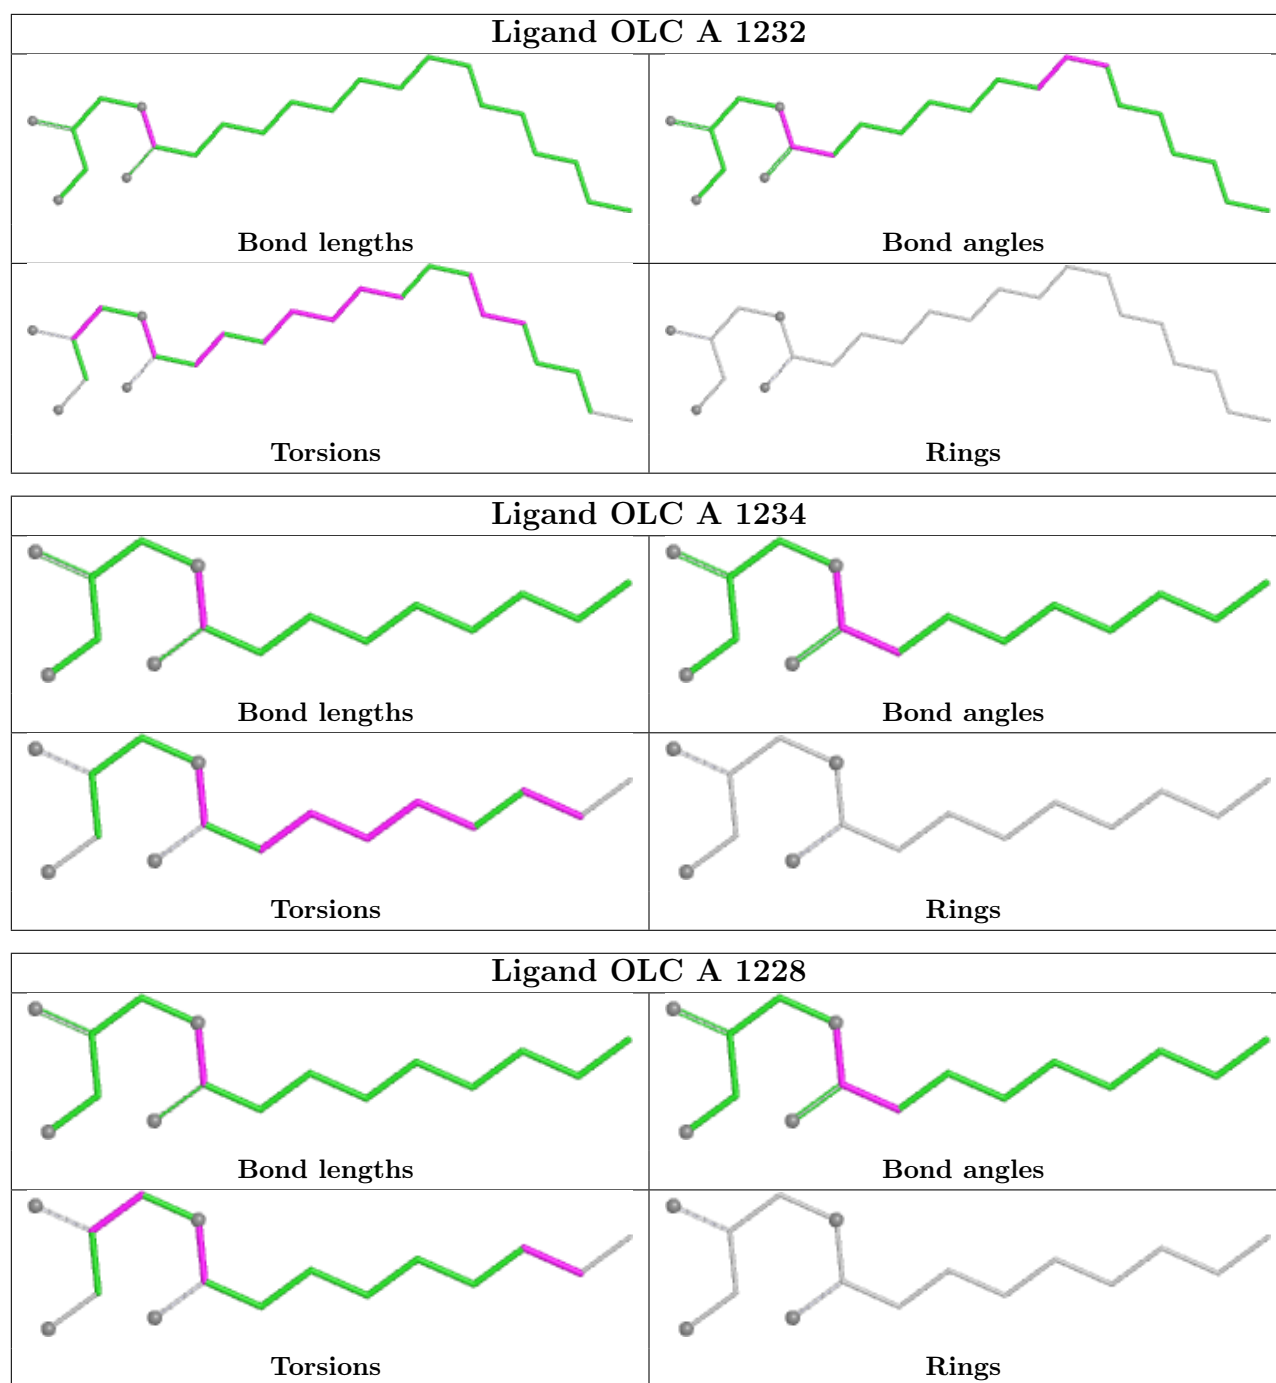 Ligand OLC A 1232
Bond lengths
Bond angles
Torsions
Rings
Ligand OLC A 1234
Bond lengths
Bond angles
Torsions
Rings
Ligand OLC A 1228
Bond lengths
Bond angles
Torsions
Rings